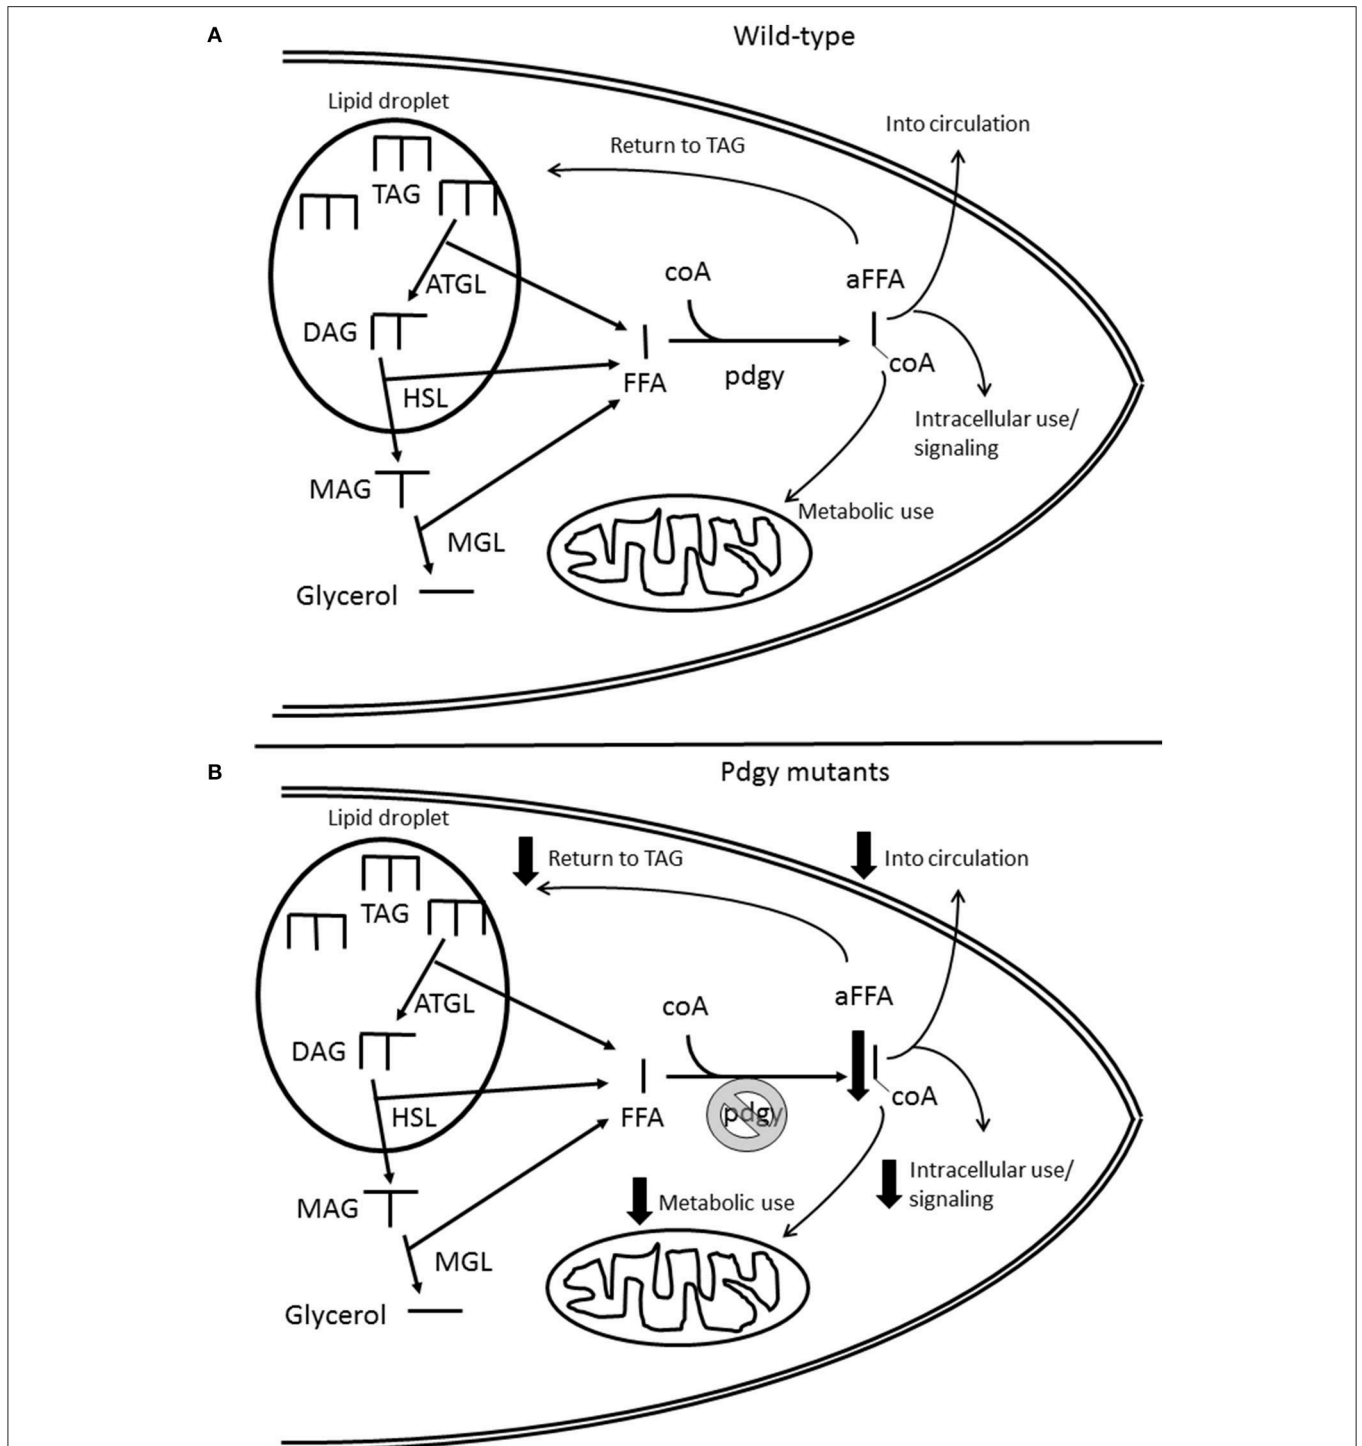 A
Wild-type
Lipid droplet
Into circulation
Return to TAG
TAG
coA
aFFA
ATGL
DAG
coA
pdgy
FFA
HSL
Intracellular use/
signaling
MAG
Metabolic use
MGL
Glycerol
B
Pdgy mutants
Lipid droplet
Return to TAG
Into circulation
TAG
aFFA
ATGL
coA
DAG
coA
HSL
FFA
pdgy
Intracellular use/
signaling
MAG
Metabolic use
MGL
Glycerol